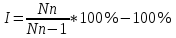 I = Nn / Nn−1 * 100% − 100%